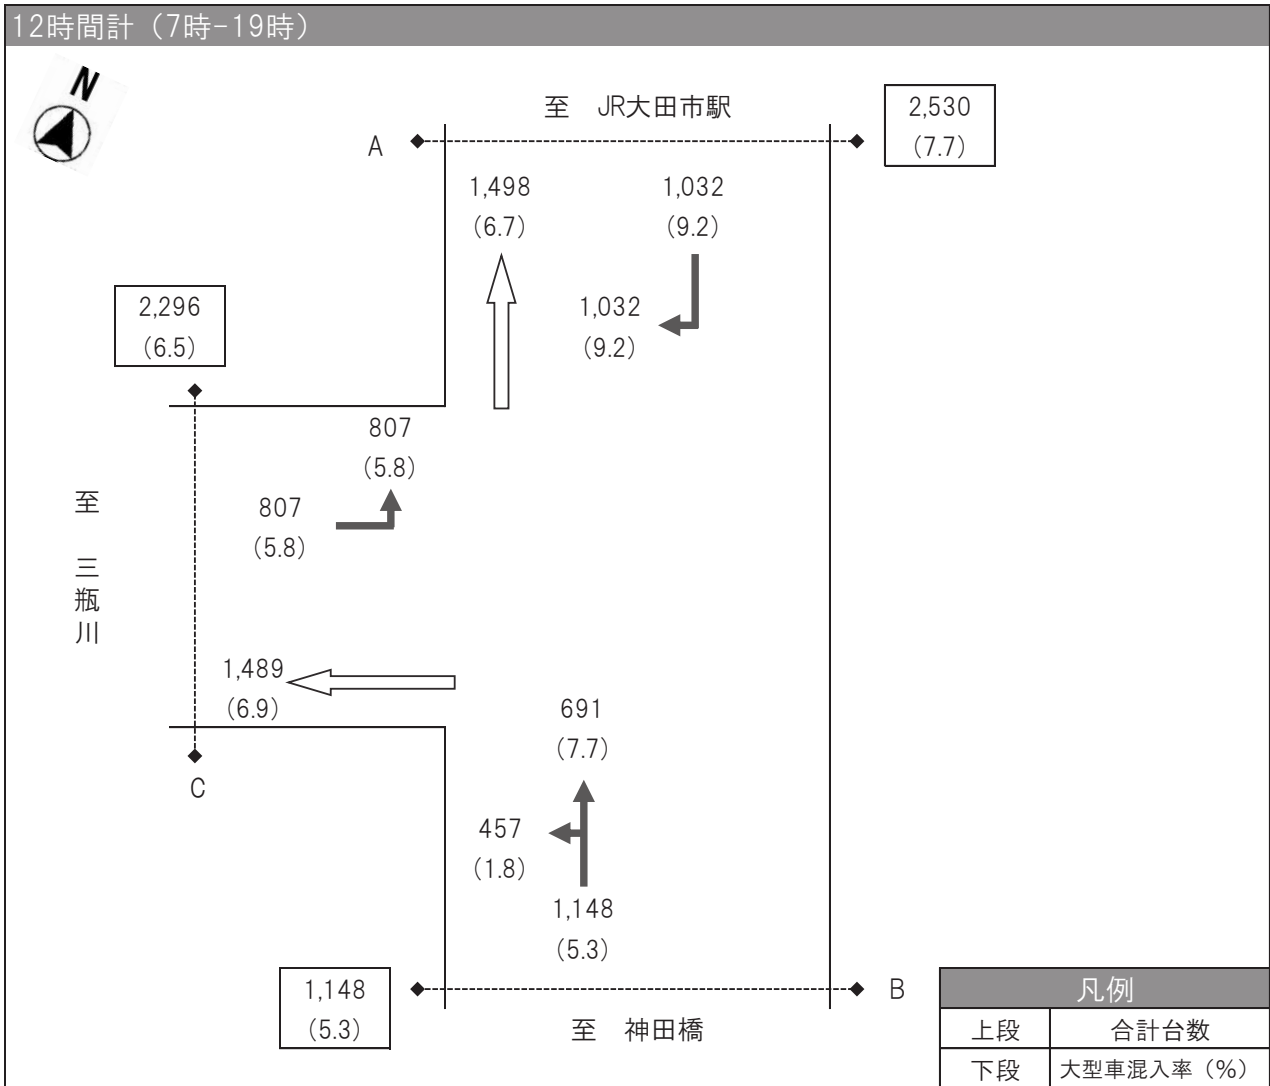 12時間計（7時-19時）
N
至　JR大田市駅
2,530
(7.7)
A
1,498
(6.7)
1,032
(9.2)
1,032
(9.2)
2,296
(6.5)
807
(5.8)
807
(5.8)
至　三瓶川
1,489
(6.9)
C
691
(7.7)
457
(1.8)
1,148
(5.3)
1,148
(5.3)
B
至　神田橋
凡例
上段　合計台数
下段　大型車混入率（%）